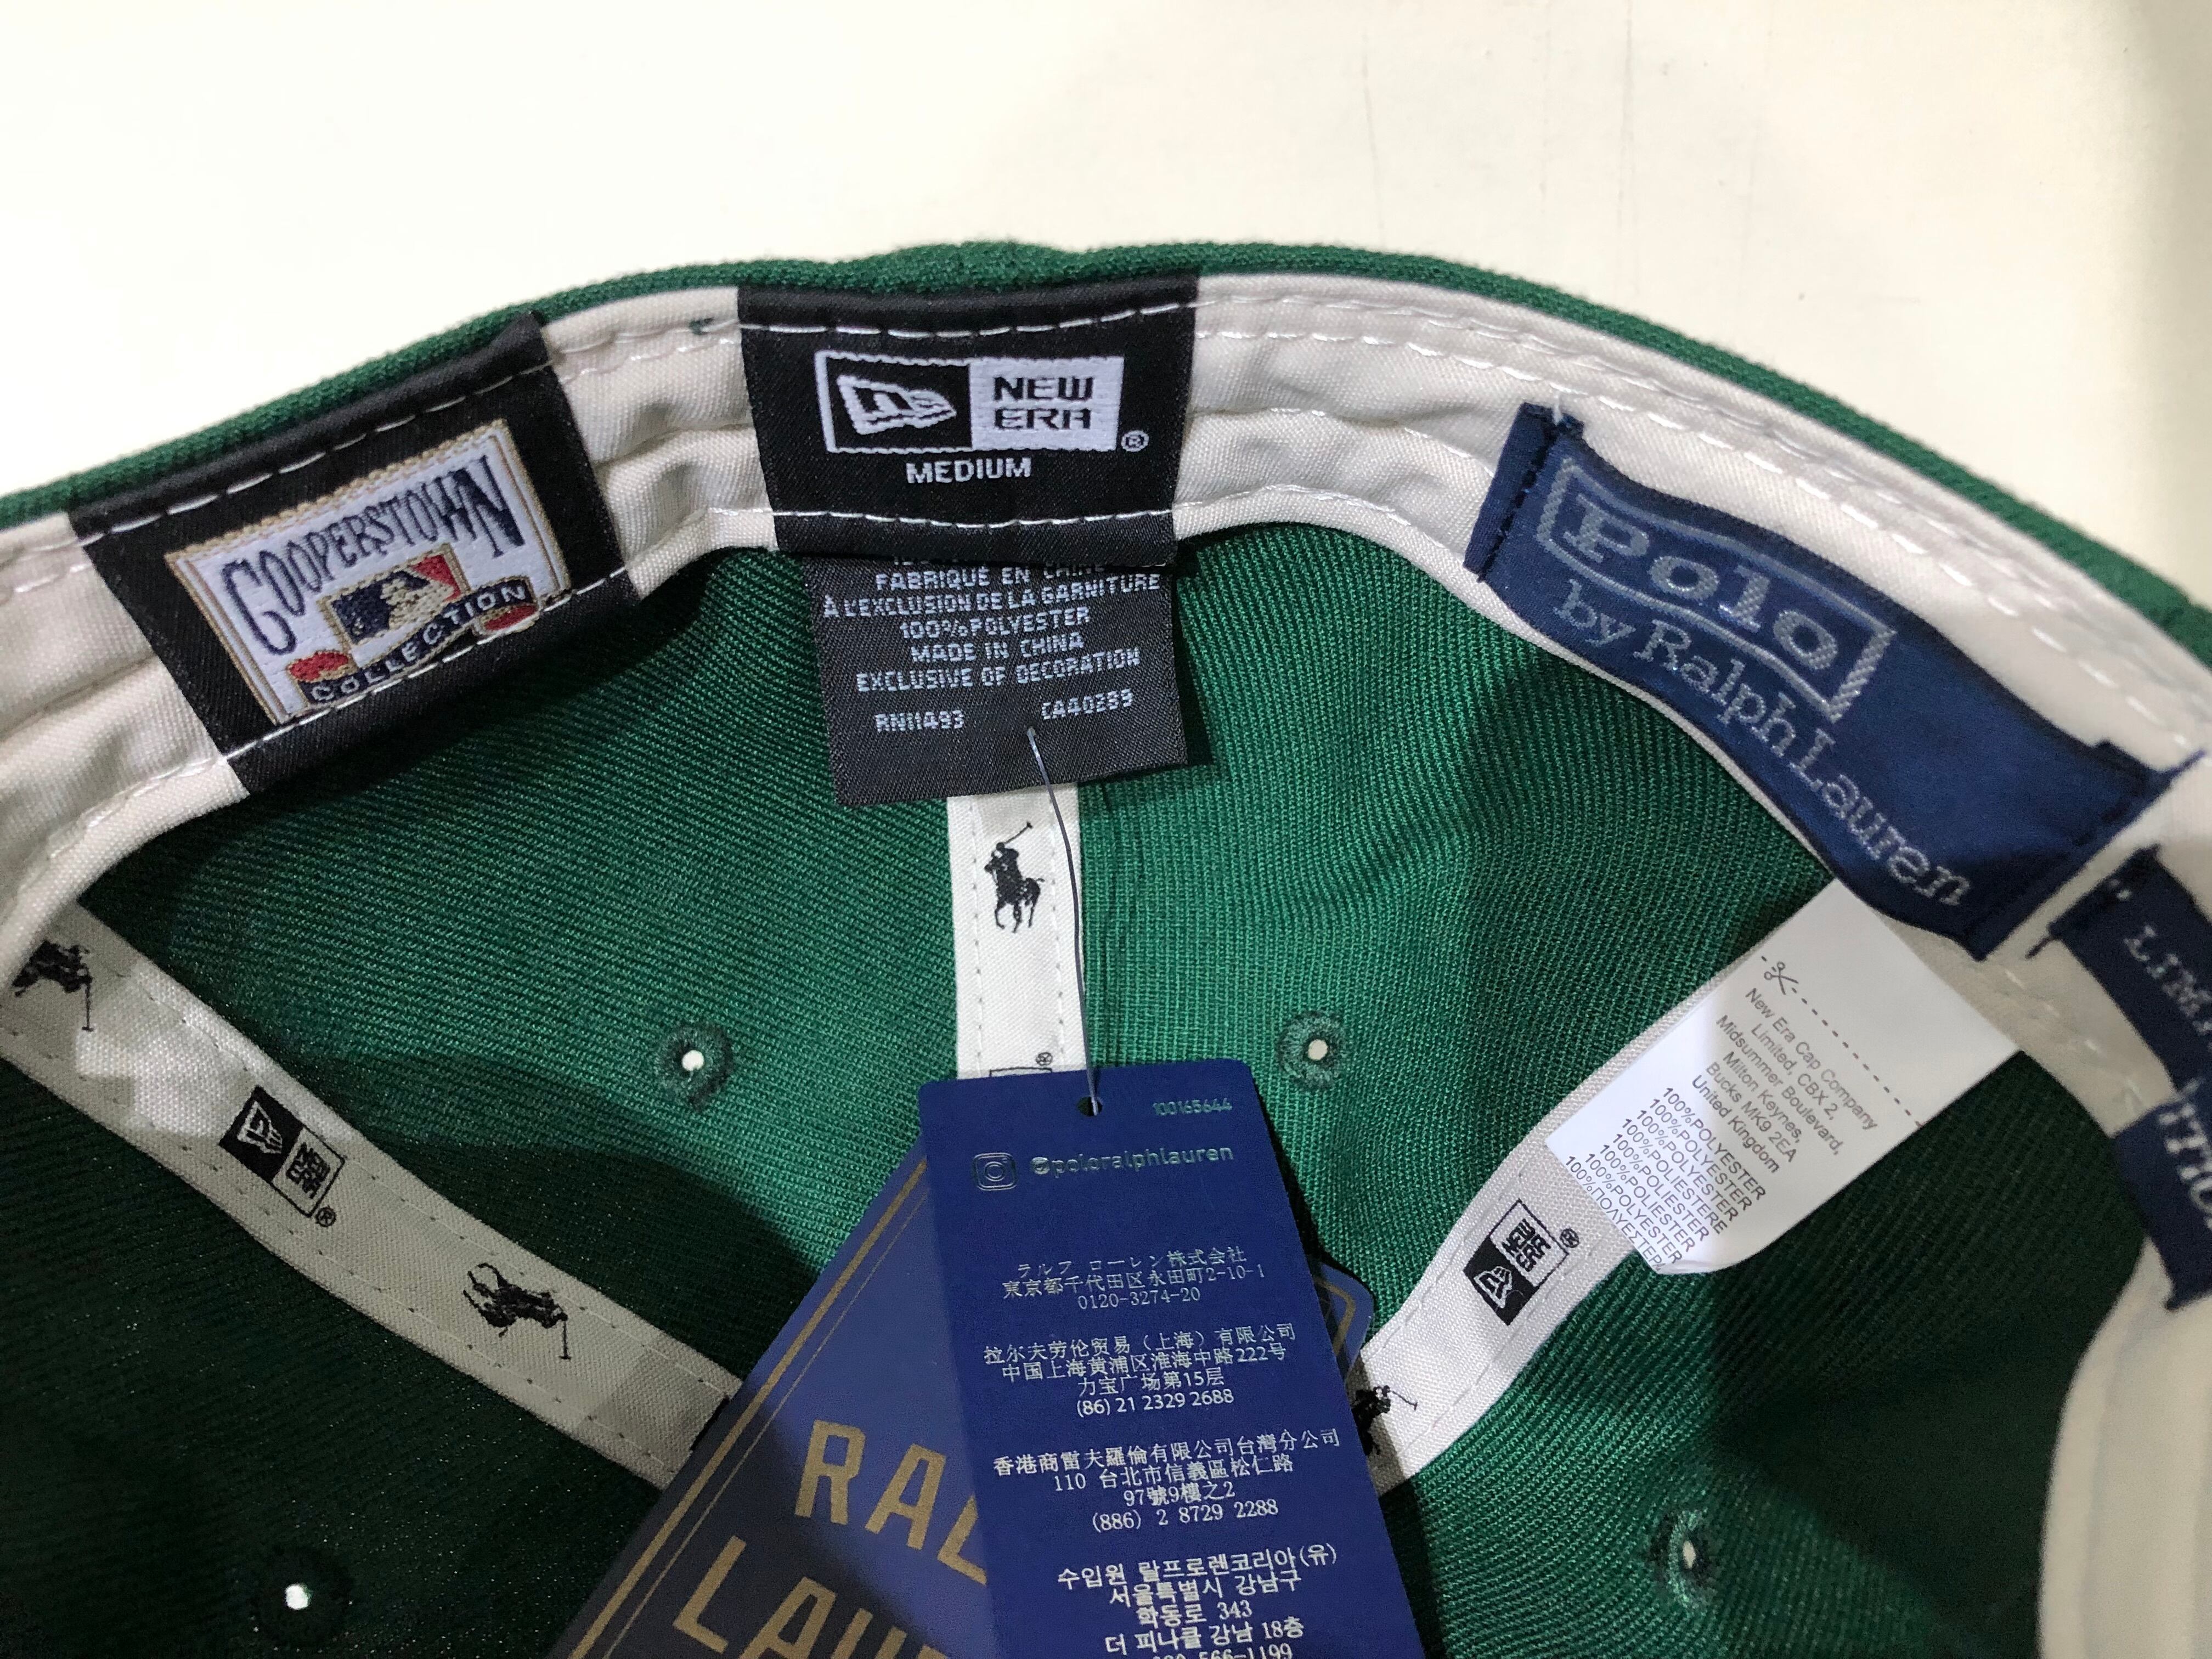 COOPERSTOWN
COLLECTION
NEW
ERA
®
MEDIUM
FABRIQUÉ EN
À L'EXCLUSION DE LA GARNITURE
100% POLYESTER
MADE IN CHINA
EXCLUSIVE OF DECORATION
RN11493 CA40299
Polo
by Ralph Lauren
New Era Cap Company
Limited, CBX 2,
Midsummer Boulevard,
Milton Keynes,
Bucks MK9 2EA
United Kingdom
100%POLYESTER
100%POLYESTER
100%POLYESTER
100%POLIESTERE
100%POLIESTER
100%POLYESTER
100%ΠΟΛΥΕΣΤΕΡ
NEW
ERA
®
NEW
ERA
®
100165644
@poloralphlauren
ラルフ ローレン株式会社
東京都千代田区永田町2-10-1
0120-3274-20
拉尔夫劳伦贸易（上海）有限公司
中国上海黄浦区淮海中路222号
力宝广场第15层
(86) 21 2329 2688
香港商雷夫羅倫有限公司台灣分公司
110 台北市信義區松仁路
97號9樓之2
(886) 2 8729 2288
수입원 랄프로렌코리아(유)
서울특별시 강남구
학동로 343
더 피나클 강남 18층